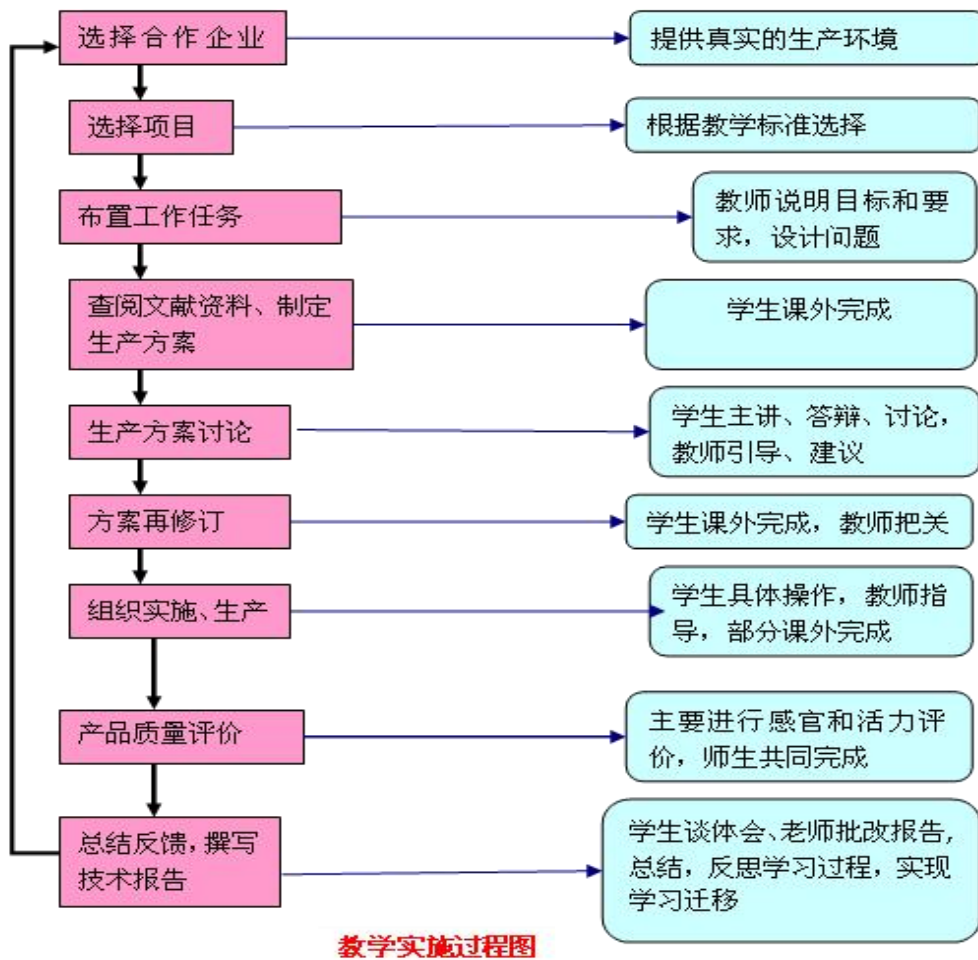 选择合作企业
提供真实的生产环境
选择项目
根据教学标准选择
布置工作任务
教师说明目标和要
求，设计问题
查阅文献资料、制定
生产方案
学生课外完成
生产方案讨论
学生主讲、答辩、讨论，
教师引导、建议
方案再修订
学生课外完成，教师把关
组织实施、生产
学生具体操作，教师指
导，部分课外完成
产品质量评价
主要进行感官和活力评
价，师生共同完成
总结反馈，撰写
技术报告
学生谈体会、老师批改报告,
总结，反思学习过程，实现
学习迁移
教学实施过程图